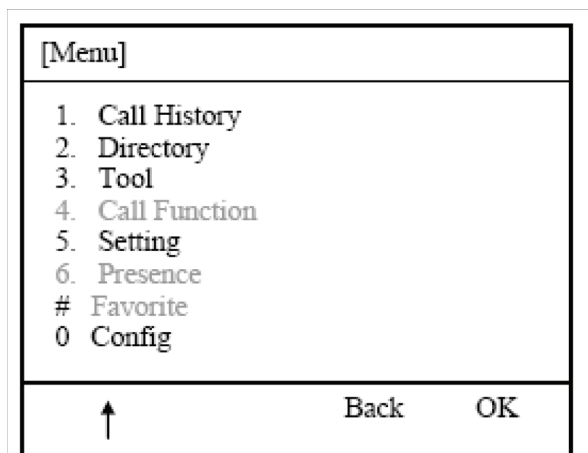 [Menu]
1. Call History
2. Directory
3. Tool
4. Call Function
5. Setting
6. Presence
# Favorite
0 Config
↑ Back OK